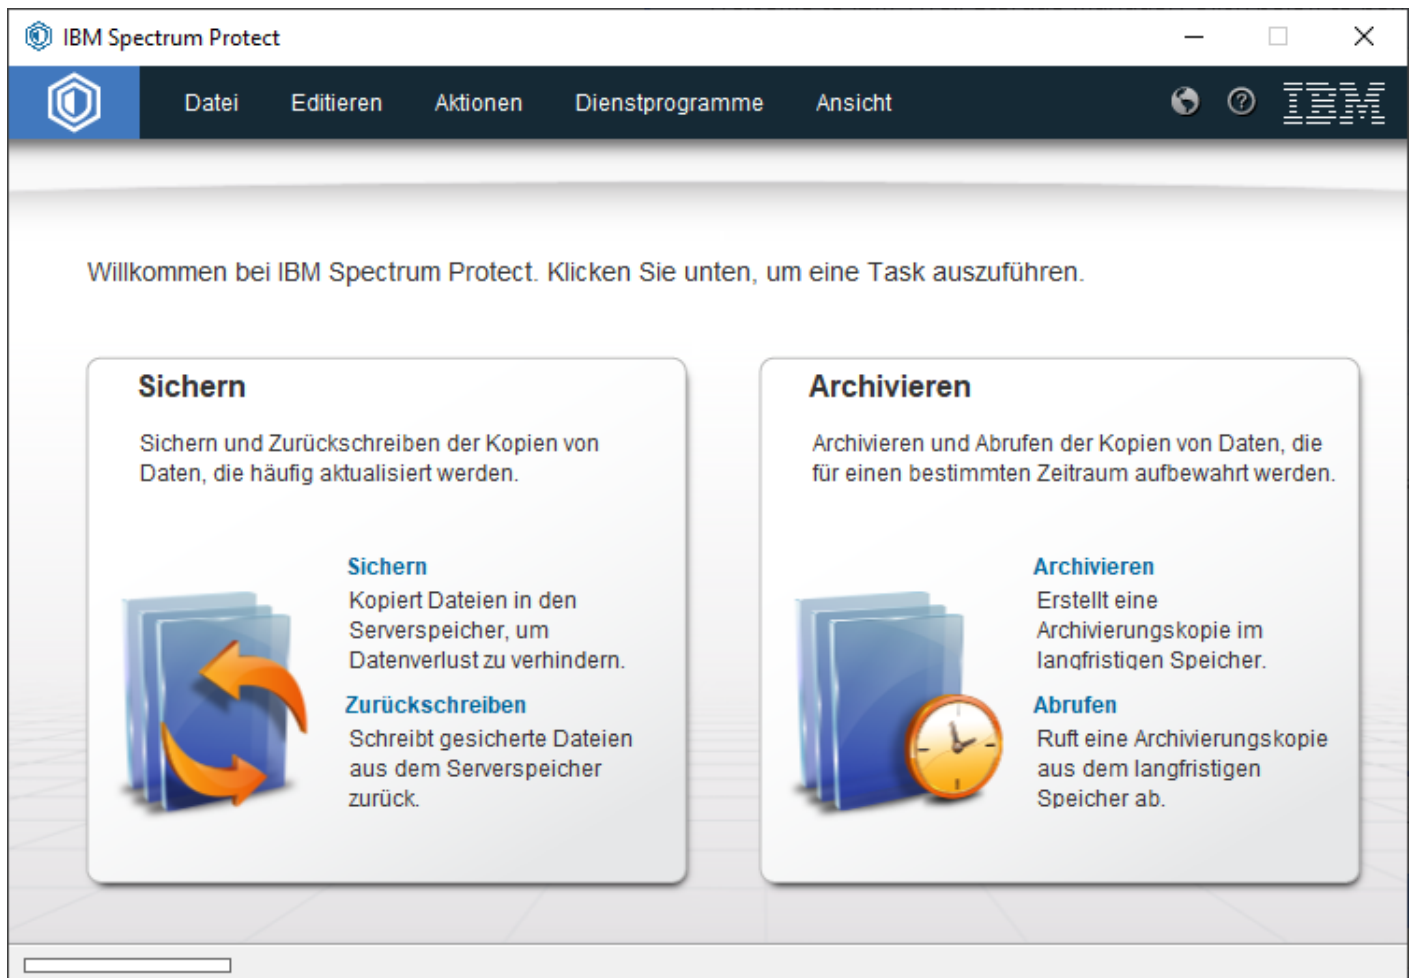 IBM Spectrum Protect
Datei Editieren Aktionen Dienstprogramme Ansicht
IBM
Willkommen bei IBM Spectrum Protect. Klicken Sie unten, um eine Task auszuführen.
Sichern
Sichern und Zurückschreiben der Kopien von
Daten, die häufig aktualisiert werden.
Sichern
Kopiert Dateien in den
Serverspeicher, um
Datenverlust zu verhindern.
Zurückschreiben
Schreibt gesicherte Dateien
aus dem Serverspeicher
zurück.
Archivieren
Archivieren und Abrufen der Kopien von Daten, die
für einen bestimmten Zeitraum aufbewahrt werden.
Archivieren
Erstellt eine
Archivierungskopie im
langfristigen Speicher.
Abrufen
Ruft eine Archivierungskopie
aus dem langfristigen
Speicher ab.